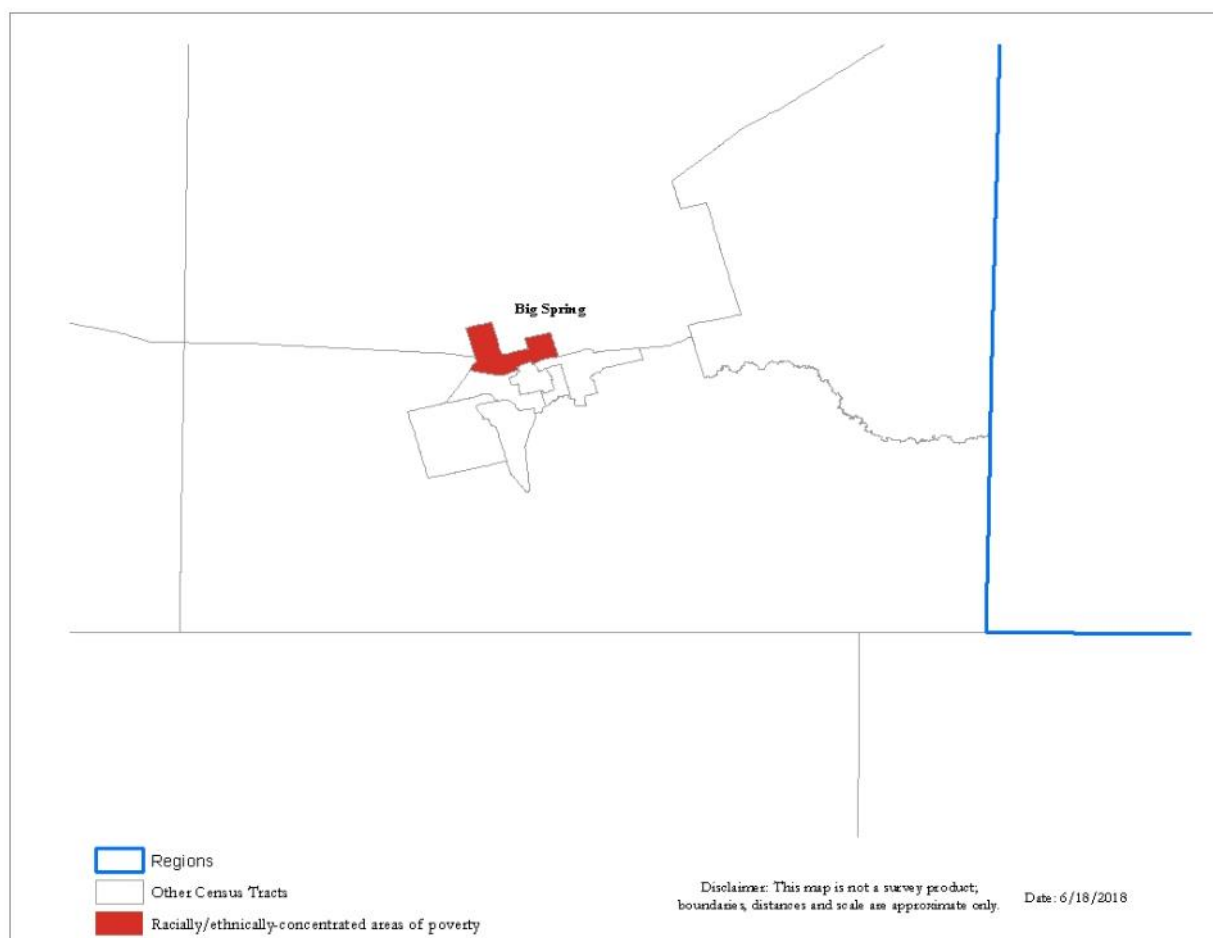 Big Spring
Regions
Other Census Tracts
Racially/ethnically-concentrated areas of poverty
Disclaimer: This map is not a survey product;
boundaries, distances and scale are approximate only.
Date: 6/18/2018